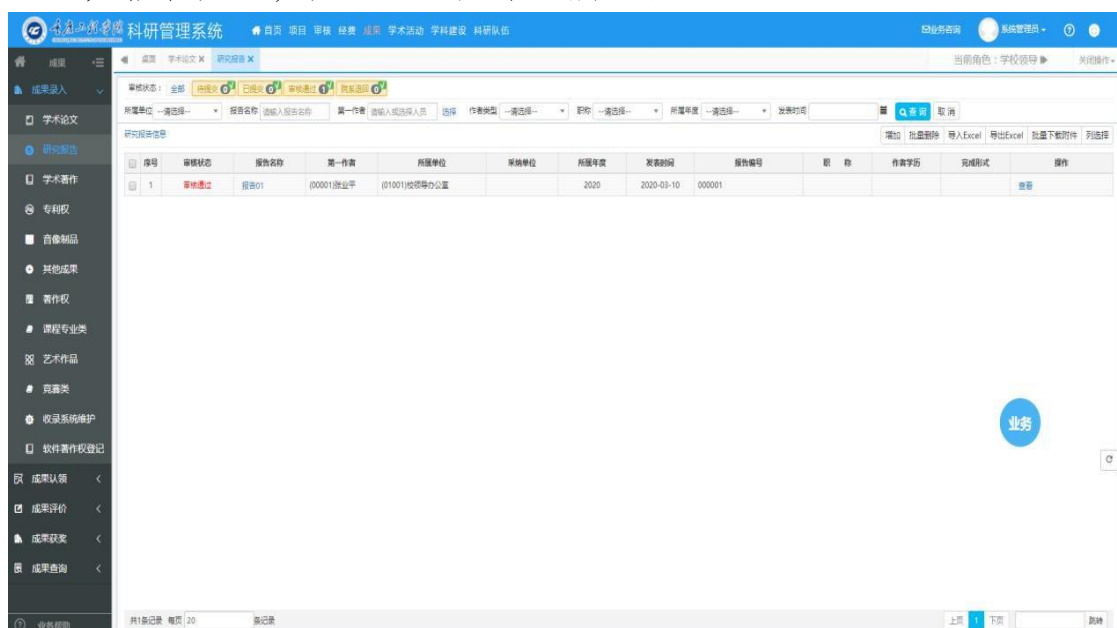 科研管理系统 首页 项目 审核 经费 成果 学术活动 学科建设 科研队伍 业务咨询 系统管理员
成果 桌面 学术论文 研究报告 当前角色：学校领导 关闭操作
成果录入
学术论文
研究报告
学术著作
专利权
音像制品
其他成果
著作权
课程专业类
艺术作品
竞赛类
收录系统维护
软件著作权登记
成果认领
成果评价
成果获奖
成果查询
业务帮助
审核状态： 全部 待提交 0 已提交 0 审核通过 1 院系退回 0
所属单位 --请选择-- 报告名称 请输入报告名称 第一作者 请输入或选择人员 选择 作者类型 --请选择-- 职称 --请选择-- 所属年度 --请选择-- 发表时间 查询 取消
研究报告信息 增加 批量删除 导入Excel 导出Excel 批量下载附件 列选择
序号 审核状态 报告名称 第一作者 所属单位 采纳单位 所属年度 发表时间 报告编号 职 称 作者学历 完成形式 操作
1 审核通过 报告01 (00001)张业平 (01001)校领导办公室 2020 2020-03-10 000001 查看
业务
共1条记录 每页 20 条记录 上页 1 下页 跳转